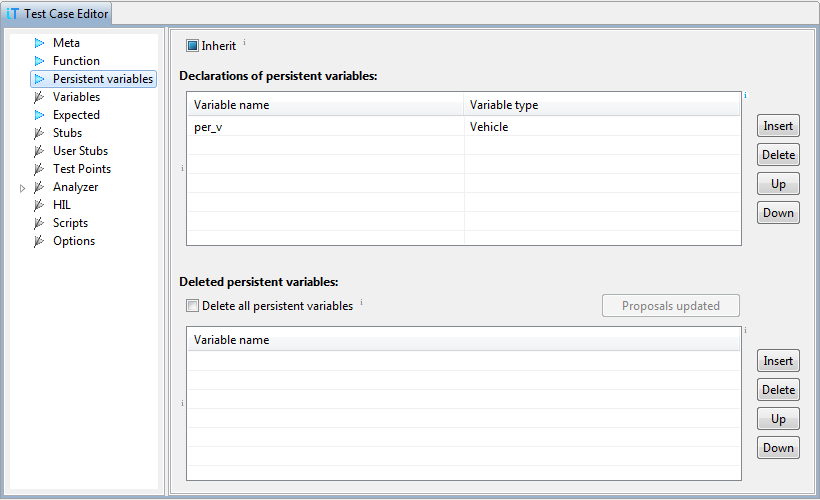 iT Test Case Editor
Meta
Function
Persistent variables
Variables
Expected
Stubs
User Stubs
Test Points
Analyzer
HIL
Scripts
Options
Inherit i
Declarations of persistent variables:
i
Variable name Variable type
per_v Vehicle
i
Insert
Delete
Up
Down
Deleted persistent variables:
Delete all persistent variables i
Proposals updated
i
Variable name
i
Insert
Delete
Up
Down